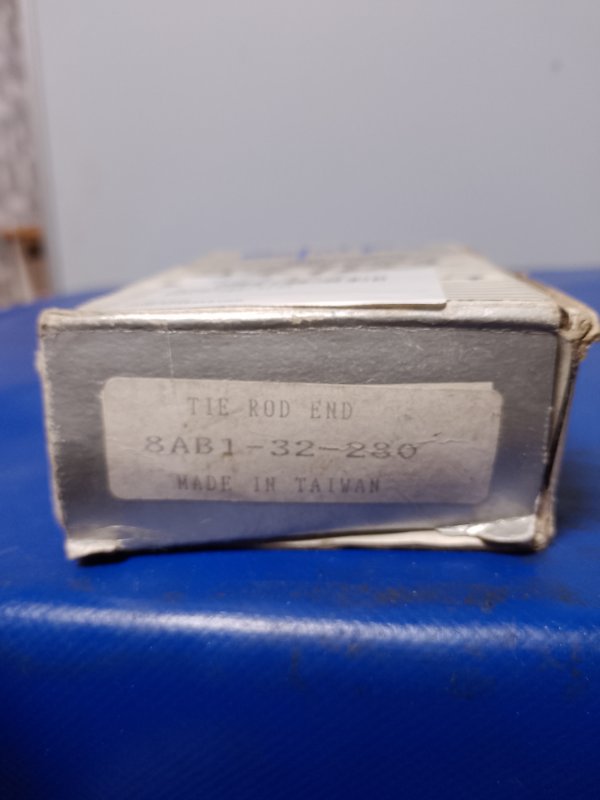 TIE ROD END
8AB1-32-280
MADE IN TAIWAN